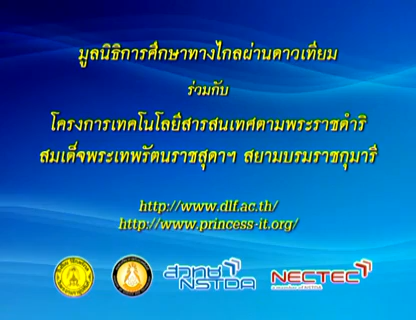 มูลนิธิการศึกษาทางไกลผ่านดาวเทียม
ร่วมกับ
โครงการเทคโนโลยีสารสนเทศตามพระราชดำริ
สมเด็จพระเทพรัตนราชสุดาฯ สยามบรมราชกุมารี
http://www.dlf.ac.th/
http://www.princess-it.org/
สวทช
NSTDA
NECTEC
a member of NSTDA